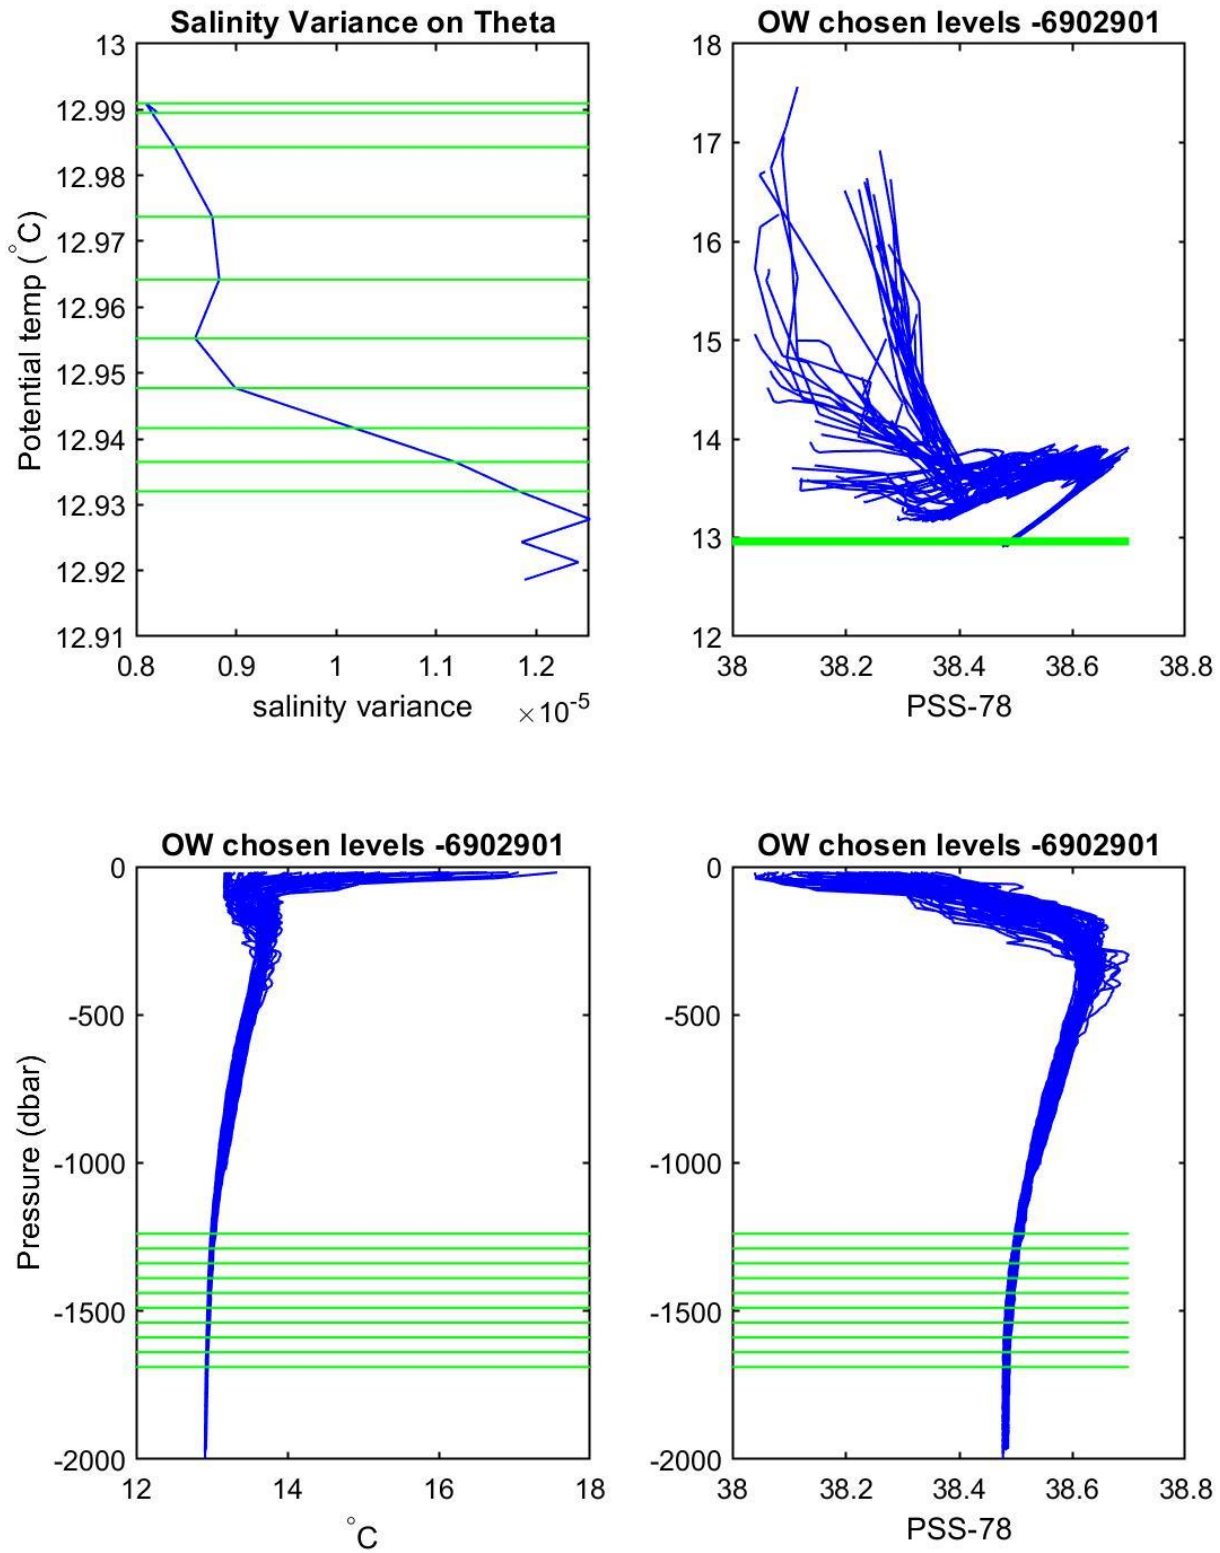 Salinity Variance on Theta
13
12.99
12.98
12.97
12.96
12.95
12.94
12.93
12.92
12.91
Potential temp (°C)
0.8 0.9 1 1.1 1.2
salinity variance ×10-5
OW chosen levels -6902901
18
17
16
15
14
13
12
38 38.2 38.4 38.6 38.8
PSS-78
OW chosen levels -6902901
0
-500
-1000
-1500
-2000
Pressure (dbar)
12 14 16 18
°C
OW chosen levels -6902901
0
-500
-1000
-1500
-2000
38 38.2 38.4 38.6 38.8
PSS-78